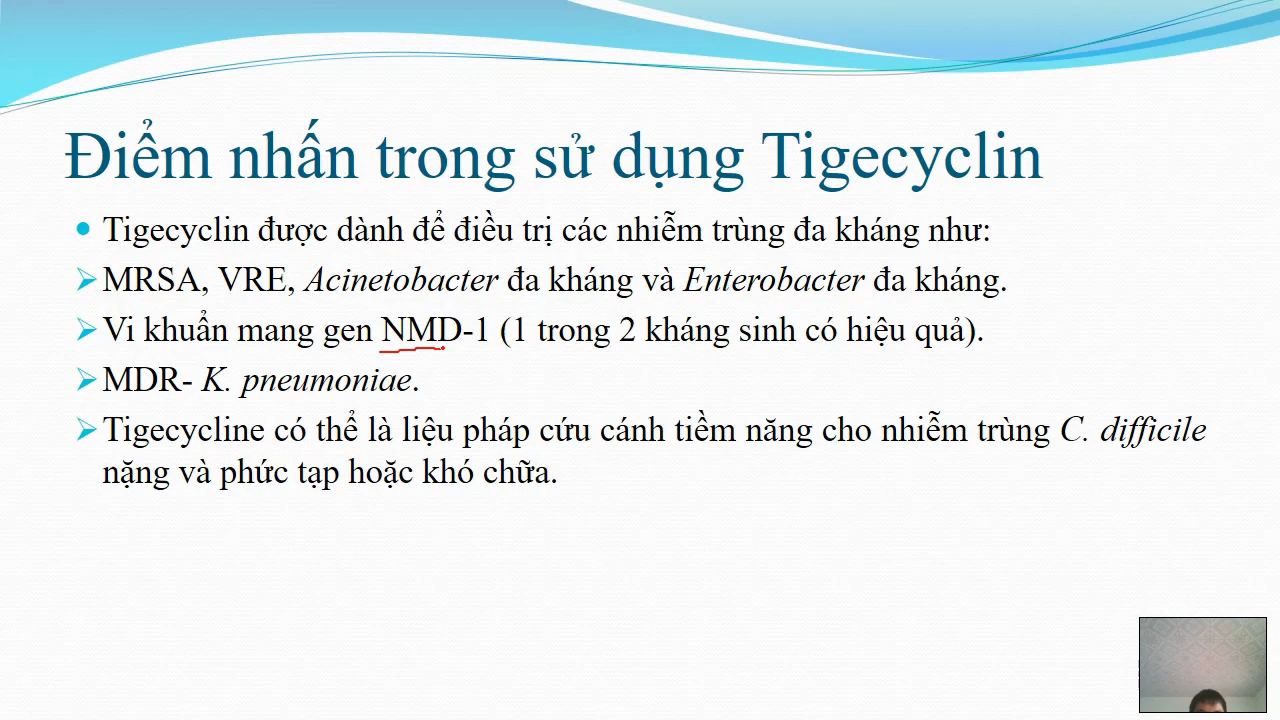 Điểm nhấn trong sử dụng Tigecyclin
Tigecyclin được dành để điều trị các nhiễm trùng đa kháng như:
MRSA, VRE, Acinetobacter đa kháng và Enterobacter đa kháng.
Vi khuẩn mang gen NMD-1 (1 trong 2 kháng sinh có hiệu quả).
MDR- K. pneumoniae.
Tigecycline có thể là liệu pháp cứu cánh tiềm năng cho nhiễm trùng C. difficile
nặng và phức tạp hoặc khó chữa.